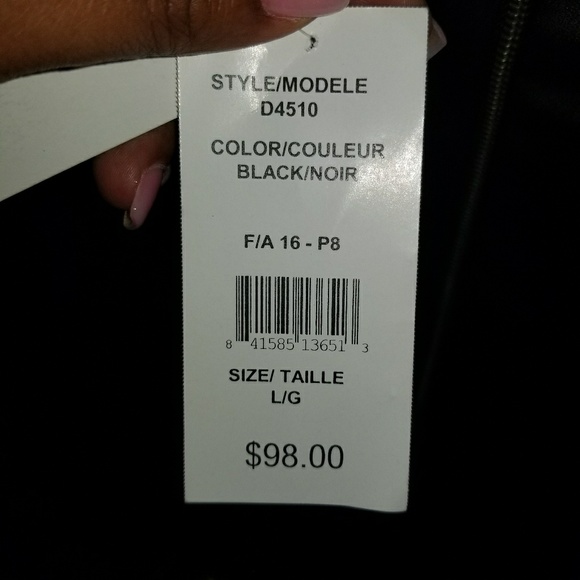 STYLE/MODELE
D4510
COLOR/COULEUR
BLACK/NOIR
F/A 16 - P8
8 41585 13651 3
SIZE/ TAILLE
L/G
$98.00